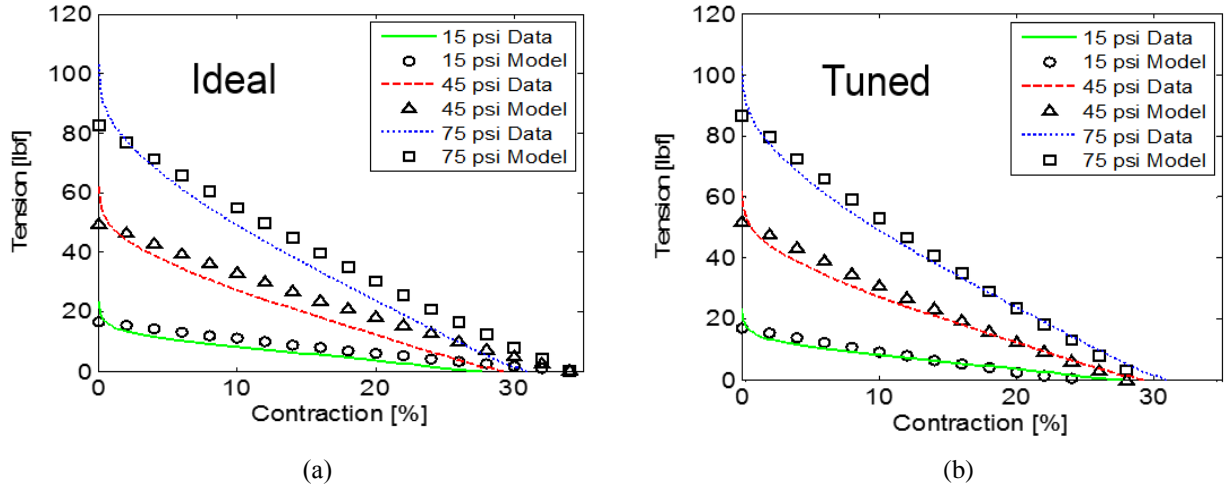 120
100
80
60
40
20
0
Tension [lbf]
0
10
20
30
Contraction [%]
Ideal
15 psi Data
15 psi Model
45 psi Data
45 psi Model
75 psi Data
75 psi Model
(a)
120
100
80
60
40
20
0
Tension [lbf]
0
10
20
30
Contraction [%]
Tuned
15 psi Data
15 psi Model
45 psi Data
45 psi Model
75 psi Data
75 psi Model
(b)